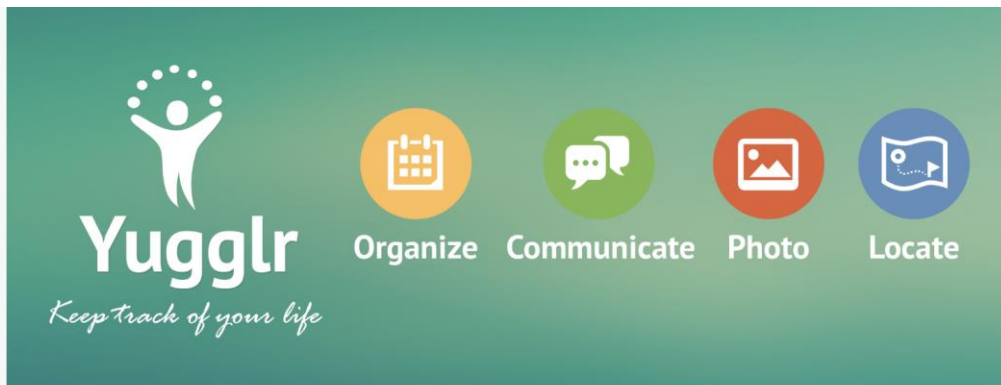 Yugglr
Keep track of your life
Organize
Communicate
Photo
Locate